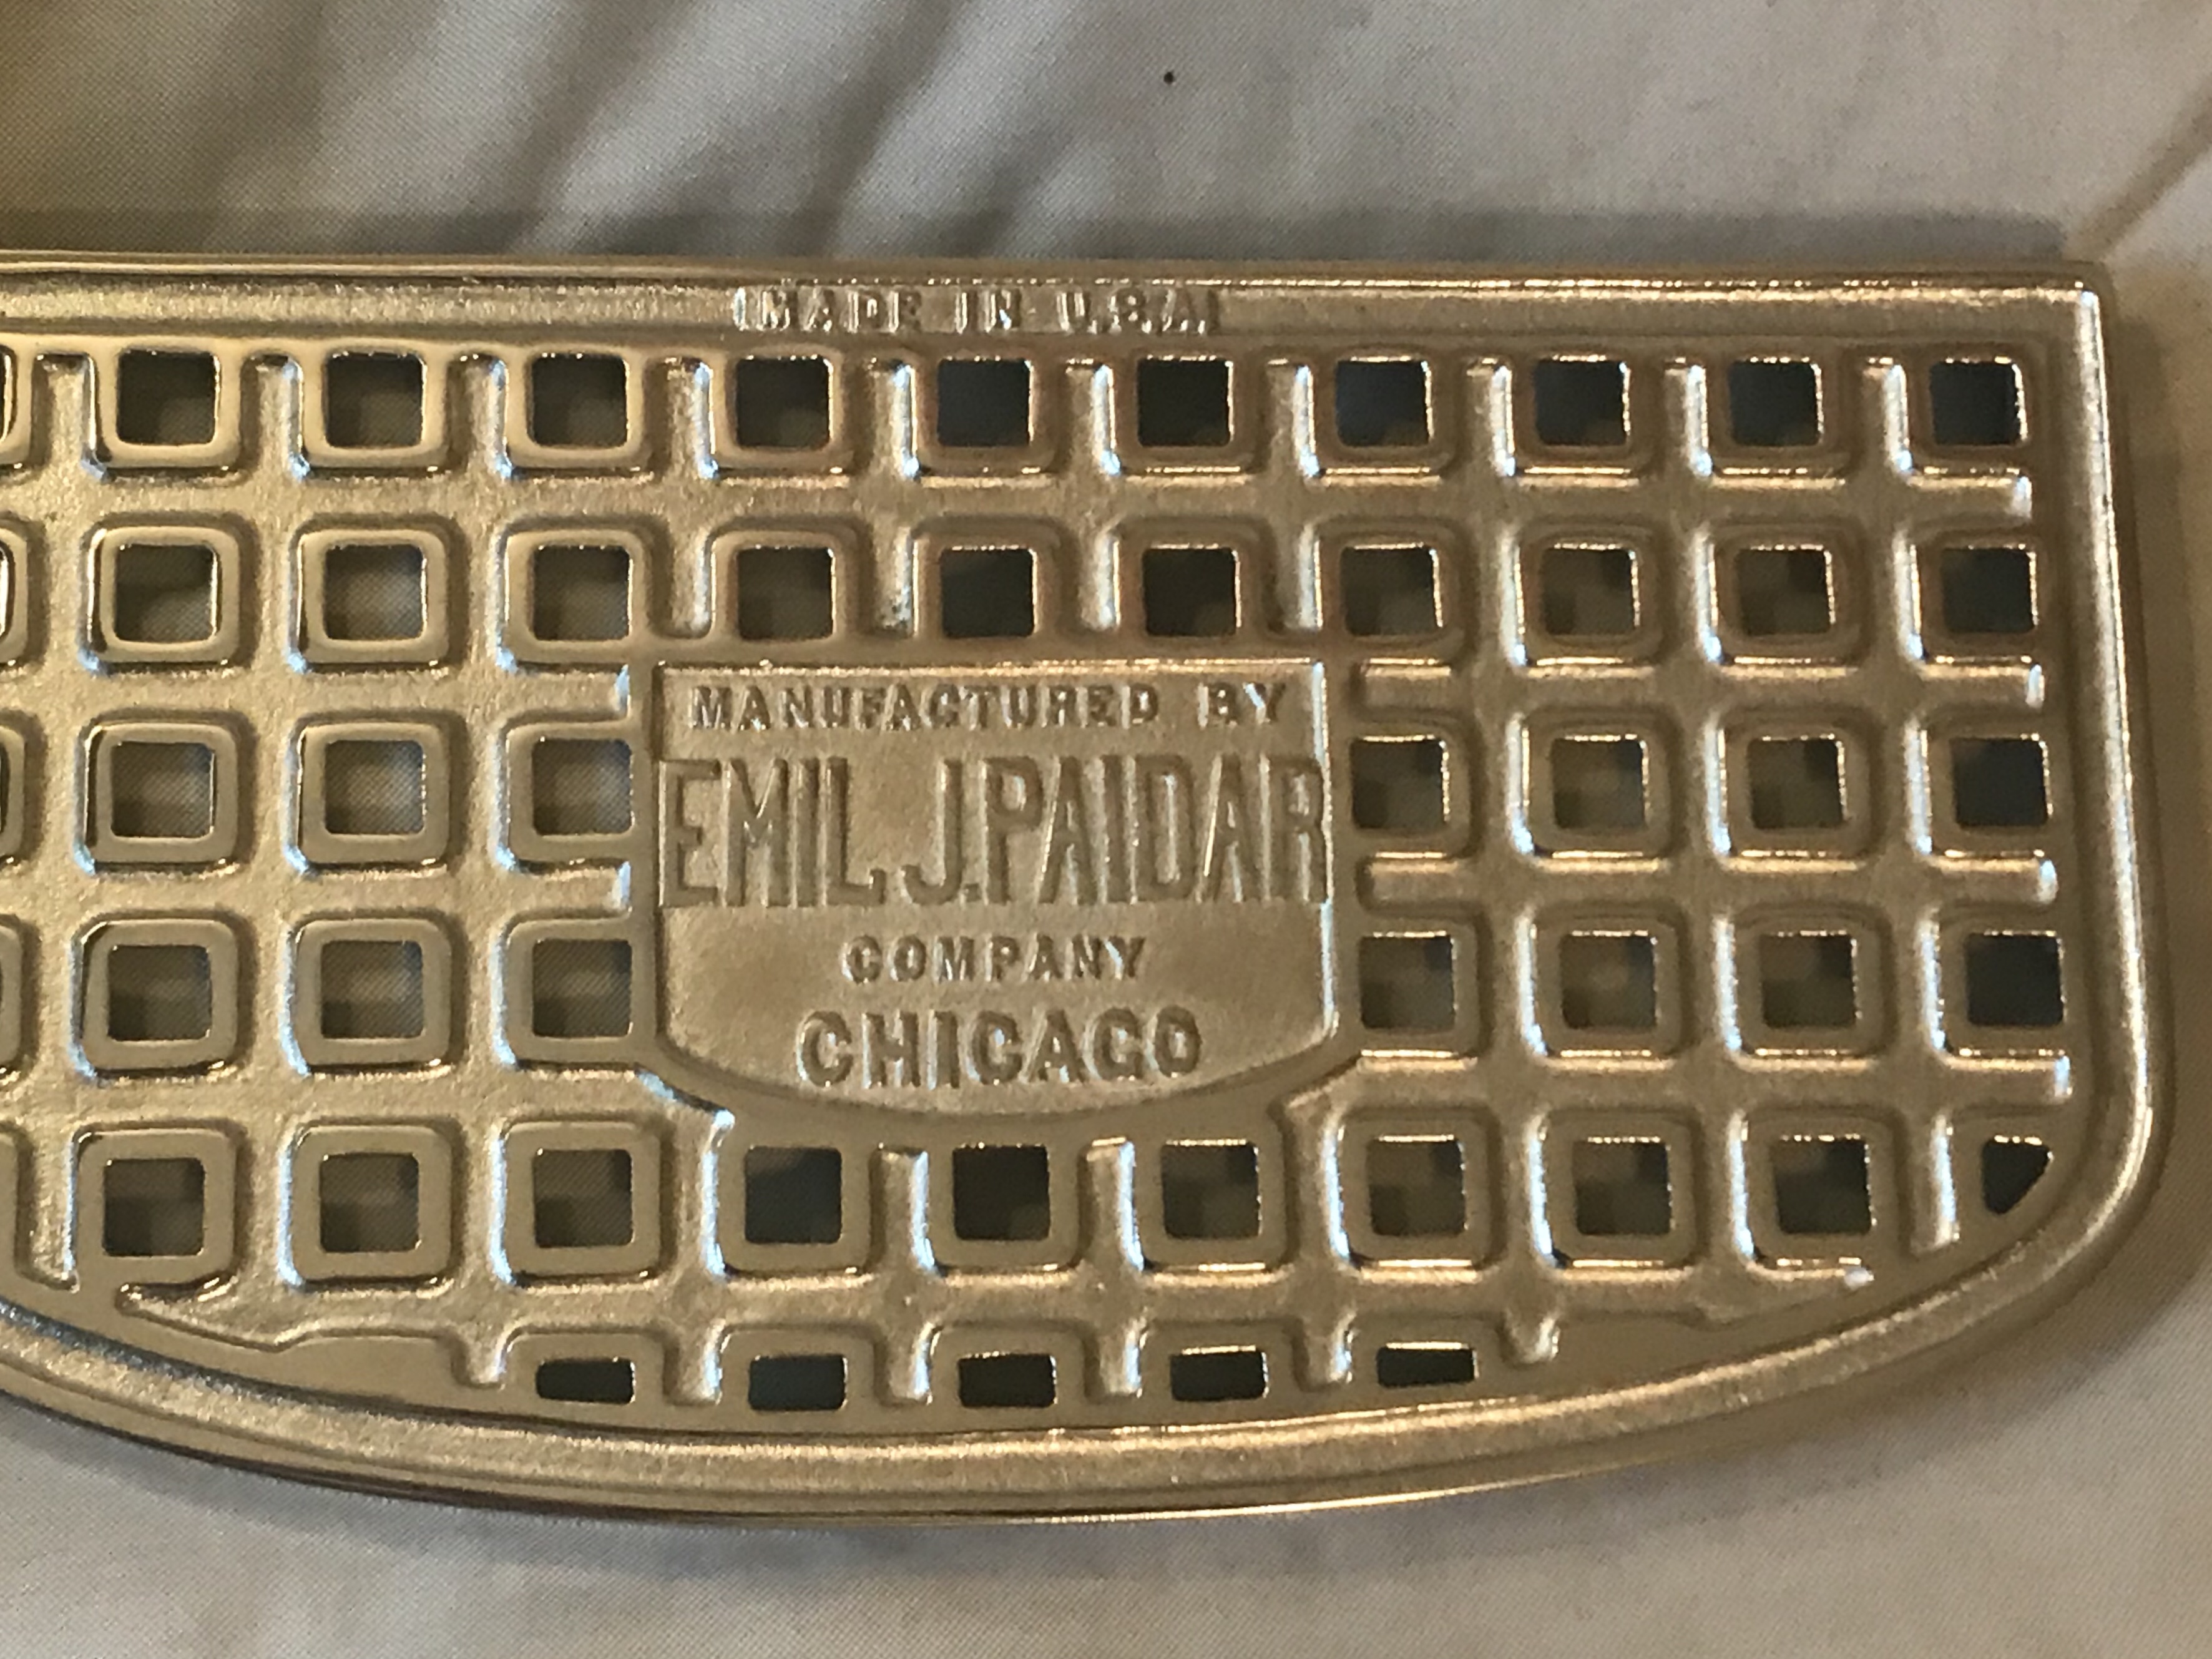 MADE IN U.S.A.
MANUFACTURED BY
EMIL J. PAIDAR
COMPANY
CHICAGO